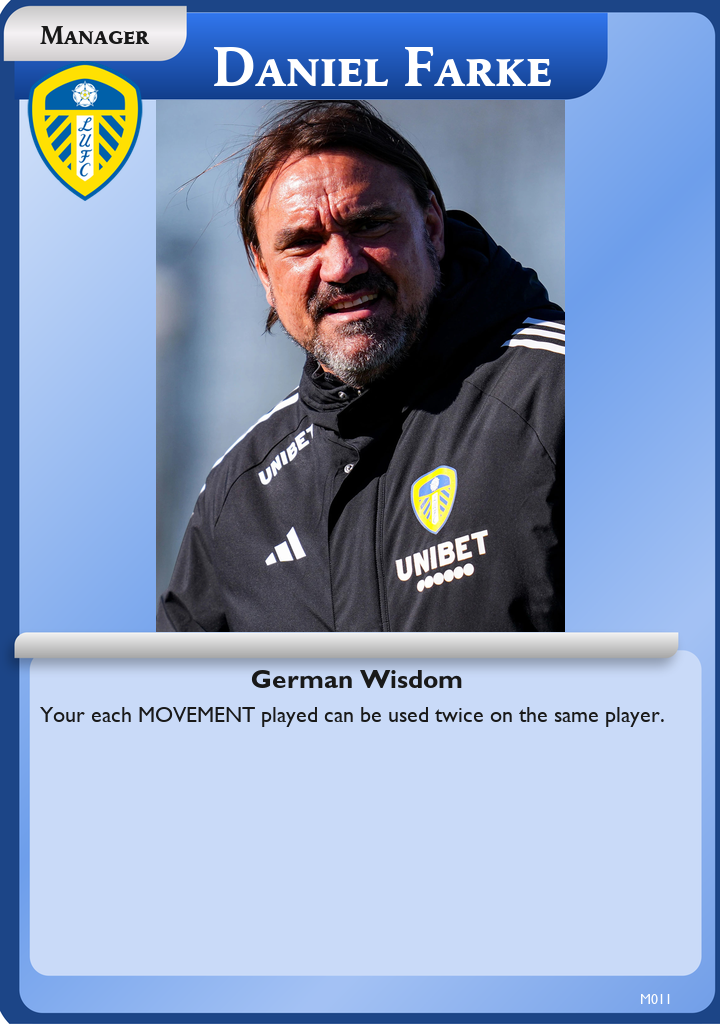 Manager
Daniel Farke
LUFC
UNIBET
UNIBET
German Wisdom
Your each MOVEMENT played can be used twice on the same player.
M011